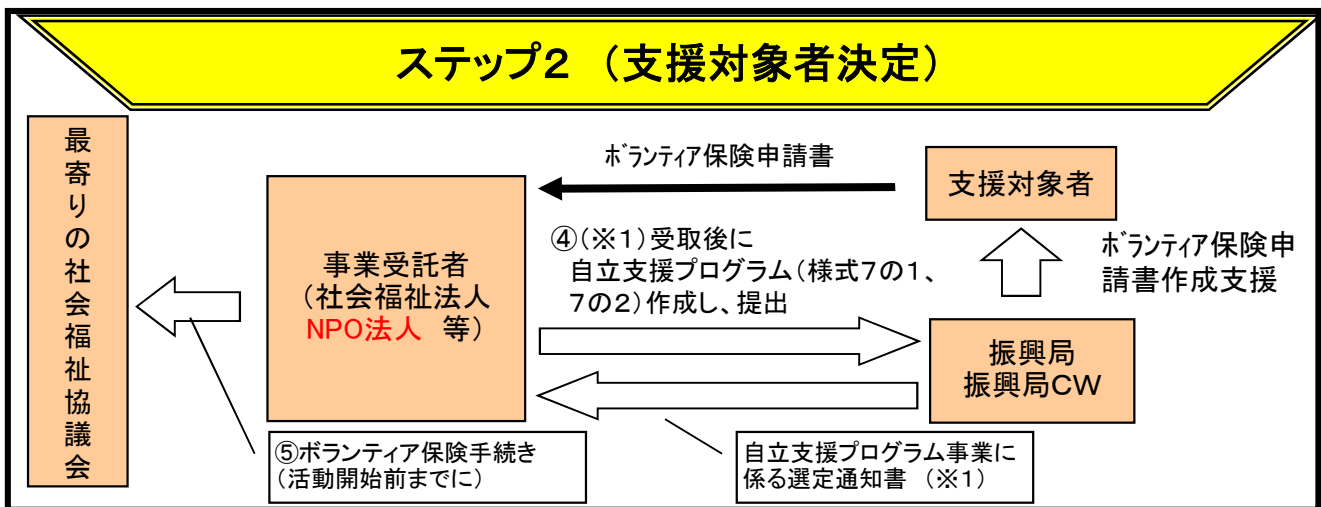 ステップ2 （支援対象者決定）
最寄りの社会福祉協議会
事業受託者
（社会福祉法人
NPO法人 等）
ﾎﾞﾗﾝﾃｨｱ保険申請書
支援対象者
④（※1）受取後に
自立支援プログラム（様式7の1、
7の2）作成し、提出
ﾎﾞﾗﾝﾃｨｱ保険申
請書作成支援
振興局
振興局CW
⑤ボランティア保険手続き
（活動開始前までに）
自立支援プログラム事業に
係る選定通知書 （※1）